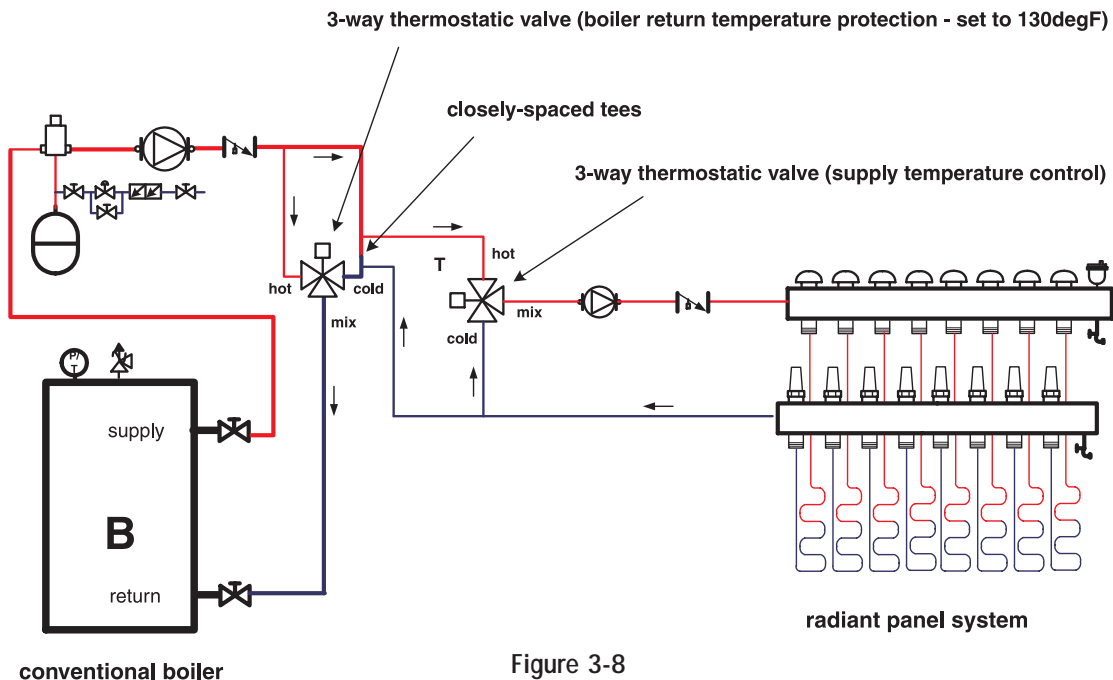 3-way thermostatic valve (boiler return temperature protection - set to 130degF)
closely-spaced tees
3-way thermostatic valve (supply temperature control)
T
hot
hot
cold
mix
mix
cold
P/
T
supply
B
return
radiant panel system
conventional boiler
Figure 3-8